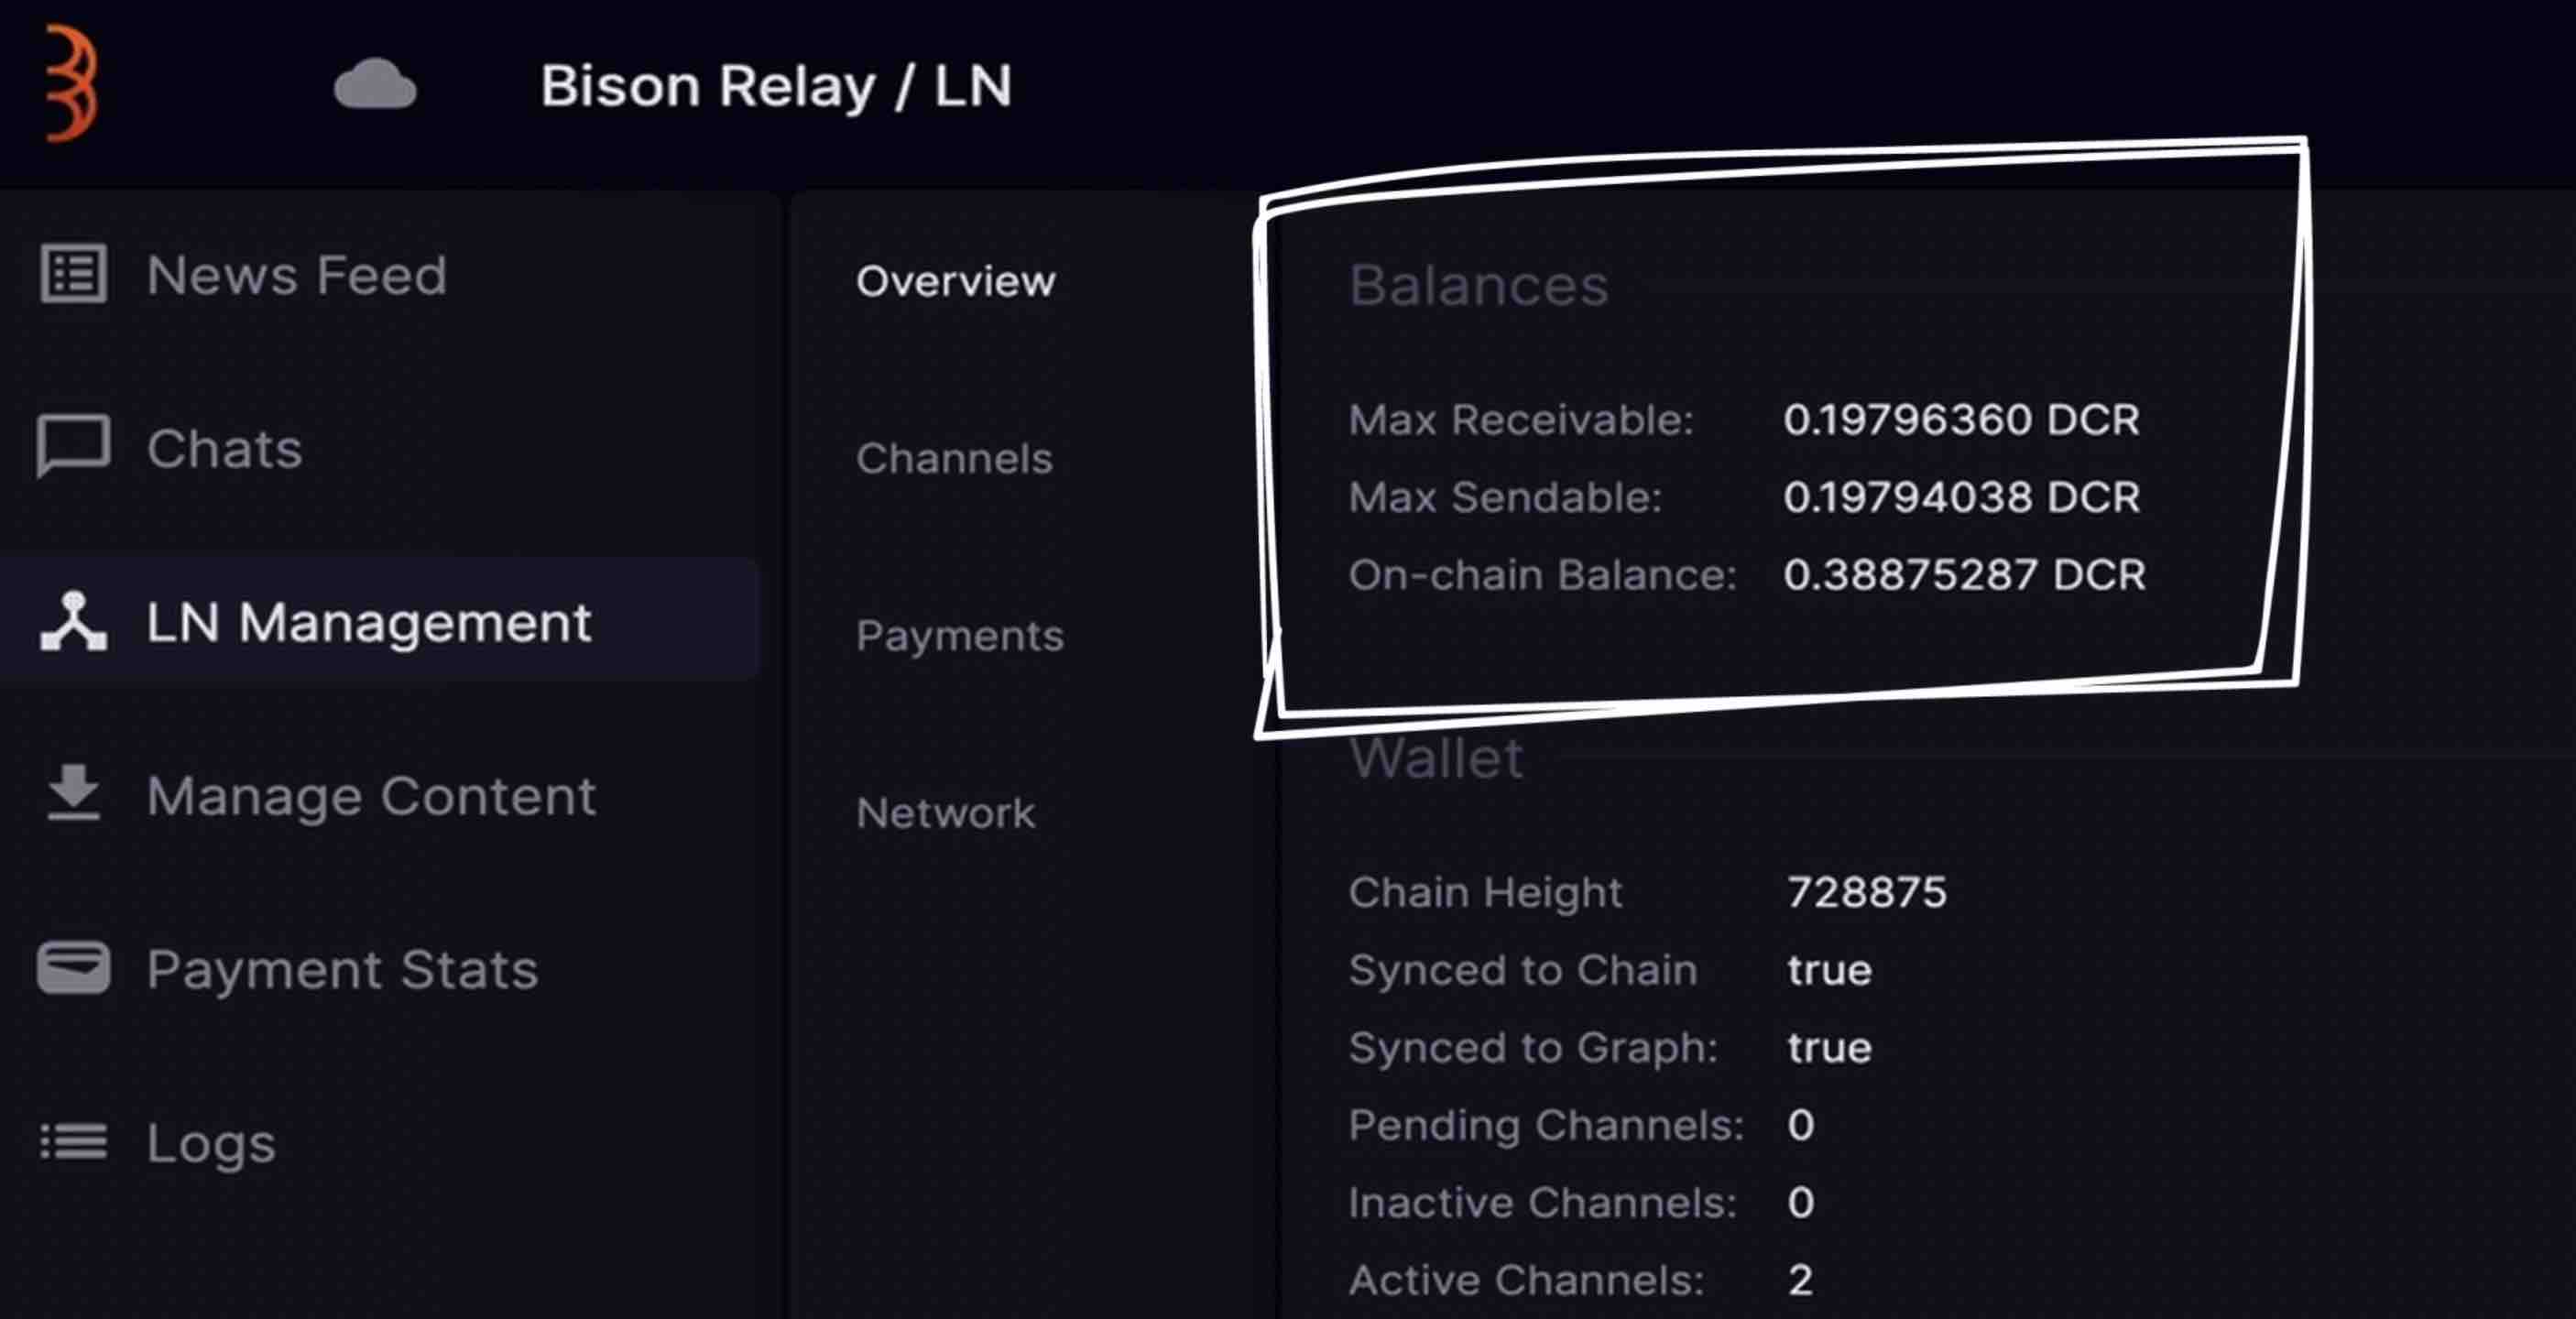 Bison Relay / LN
News Feed
Chats
LN Management
Manage Content
Payment Stats
Logs
Overview
Channels
Payments
Network
Balances
Max Receivable: 0.19796360 DCR
Max Sendable: 0.19794038 DCR
On-chain Balance: 0.38875287 DCR
Wallet
Chain Height 728875
Synced to Chain true
Synced to Graph: true
Pending Channels: 0
Inactive Channels: 0
Active Channels: 2